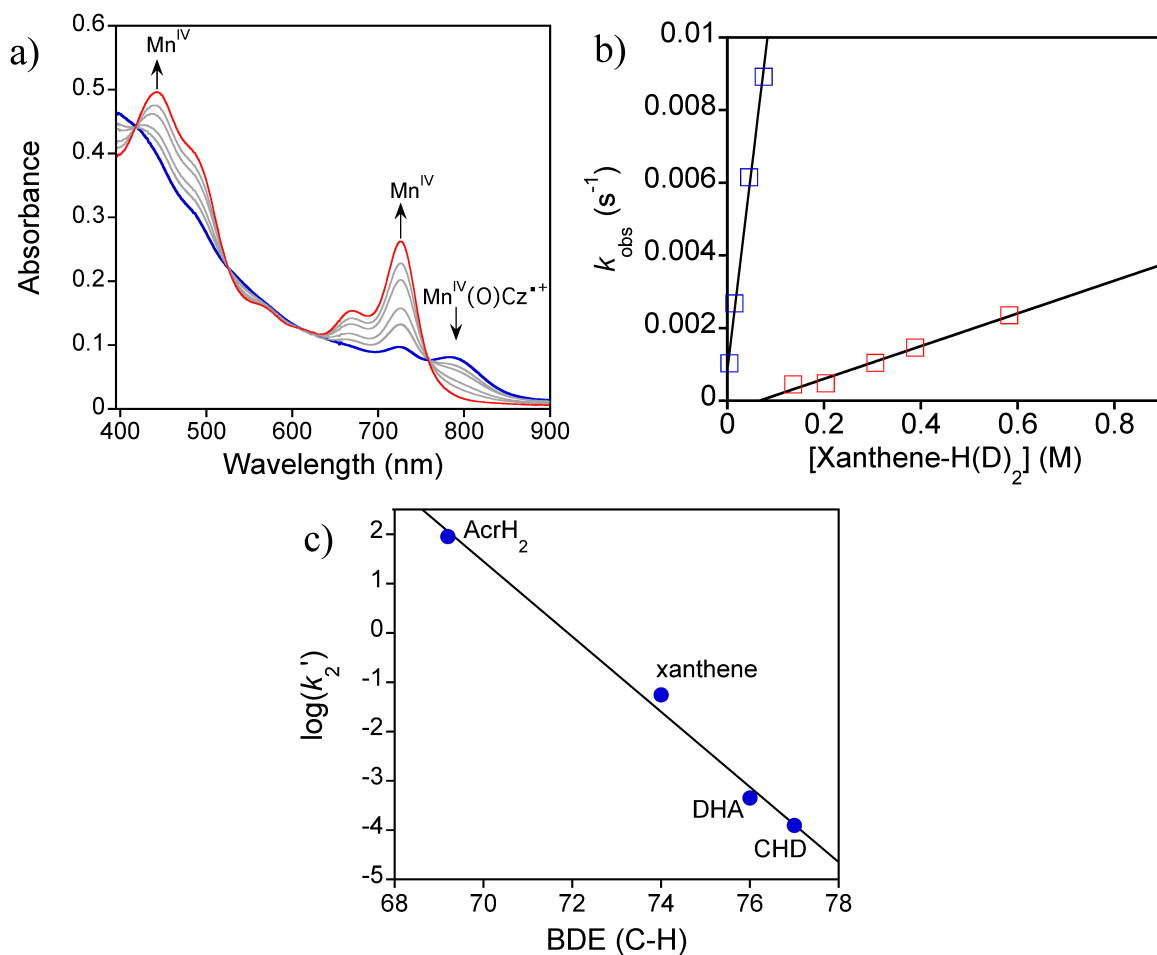 a)
0.6
0.5
0.4
0.3
0.2
0.1
0
Absorbance
Mn^IV
Mn^IV
Mn^IV(O)Cz^▪+
400 500 600 700 800 900
Wavelength (nm)
b)
0.01
0.008
0.006
0.004
0.002
0
k_obs (s^-1)
0 0.2 0.4 0.6 0.8
[Xanthene-H(D)_2] (M)
c)
2
1
0
-1
-2
-3
-4
-5
log(k_2')
AcrH_2
xanthene
DHA
CHD
68 70 72 74 76 78
BDE (C-H)